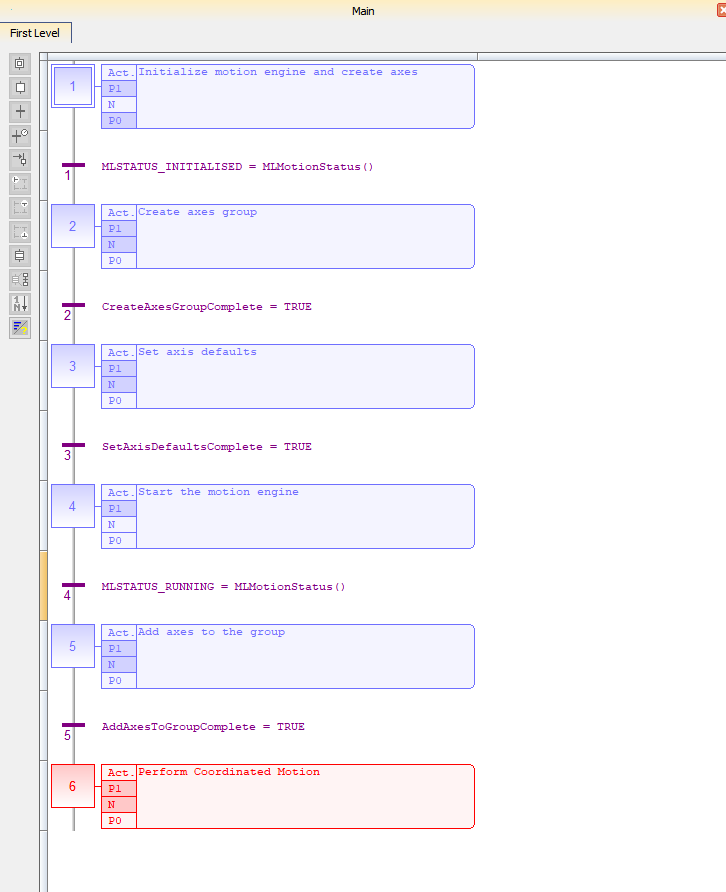 Main
First Level
1
Act. Initialize motion engine and create axes
P1
N
P0
1
MLSTATUS_INITIALISED = MLMotionStatus()
2
Act. Create axes group
P1
N
P0
2
CreateAxesGroupComplete = TRUE
3
Act. Set axis defaults
P1
N
P0
3
SetAxisDefaultsComplete = TRUE
4
Act. Start the motion engine
P1
N
P0
4
MLSTATUS_RUNNING = MLMotionStatus()
5
Act. Add axes to the group
P1
N
P0
5
AddAxesToGroupComplete = TRUE
6
Act. Perform Coordinated Motion
P1
N
P0